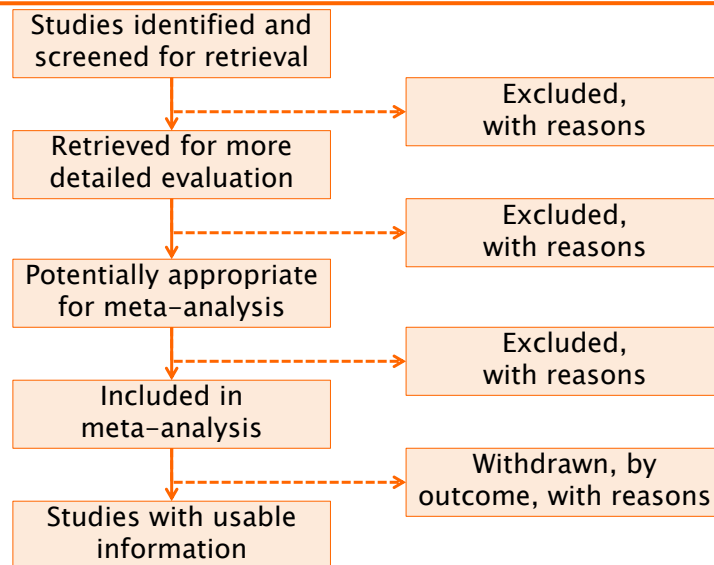 Studies identified and
screened for retrieval
Excluded,
with reasons
Retrieved for more
detailed evaluation
Excluded,
with reasons
Potentially appropriate
for meta-analysis
Excluded,
with reasons
Included in
meta-analysis
Withdrawn, by
outcome, with reasons
Studies with usable
information